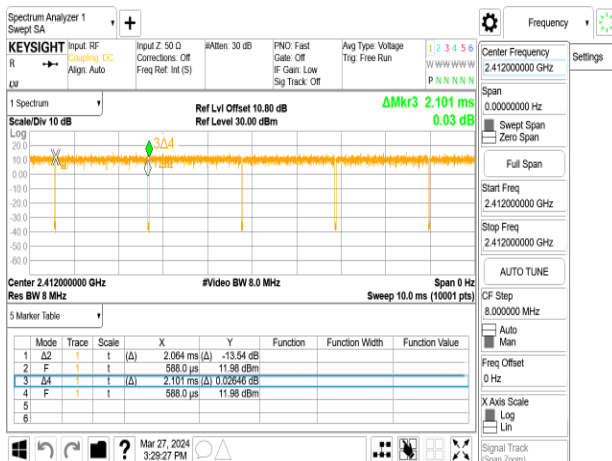 Spectrum Analyzer 1
Swept SA
Frequency
KEYSIGHT
R
Input: RF
Coupling: DC
Align: Auto
Input Z: 50 Ω
Corrections: Off
Freq Ref: Int (S)
#Atten: 30 dB
PNO: Fast
Gate: Off
IF Gain: Low
Sig Track: Off
Avg Type: Voltage
Trig: Free Run
1 2 3 4 5 6
W W W W W W
P N N N N N
Center Frequency
2.412000000 GHz
Settings
Span
0.00000000 Hz
Swept Span
Zero Span
Full Span
Start Freq
2.412000000 GHz
Stop Freq
2.412000000 GHz
AUTO TUNE
CF Step
8.000000 MHz
Auto
Man
Freq Offset
0 Hz
X Axis Scale
Log
Lin
Signal Track
(Span Zoom)
1 Spectrum
Scale/Div 10 dB
Ref Lvl Offset 10.80 dB
Ref Level 30.00 dBm
ΔMkr3 2.101 ms
0.03 dB
Log
20.0
10.0
0.00
-10.0
-20.0
-30.0
-40.0
-50.0
-60.0
3Δ4
Center 2.412000000 GHz
Res BW 8 MHz
#Video BW 8.0 MHz
Span 0 Hz
Sweep 10.0 ms (10001 pts)
5 Marker Table
Mode Trace Scale X Y Function Function Width Function Value
1 Δ2 1 t (Δ) 2.064 ms (Δ) -13.54 dB
2 F 1 t 588.0 µs 11.98 dBm
3 Δ4 1 t (Δ) 2.101 ms (Δ) 0.02646 dB
4 F 1 t 588.0 µs 11.98 dBm
5
6
?
Mar 27, 2024
3:29:27 PM